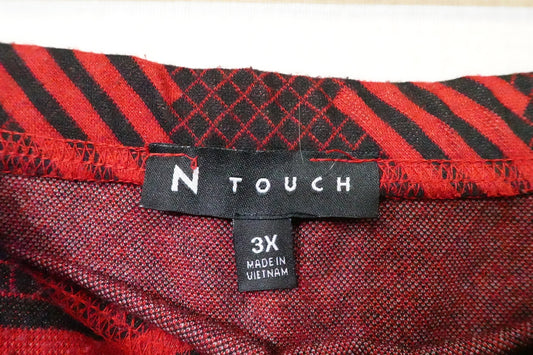 N TOUCH
3X
MADE IN
VIETNAM